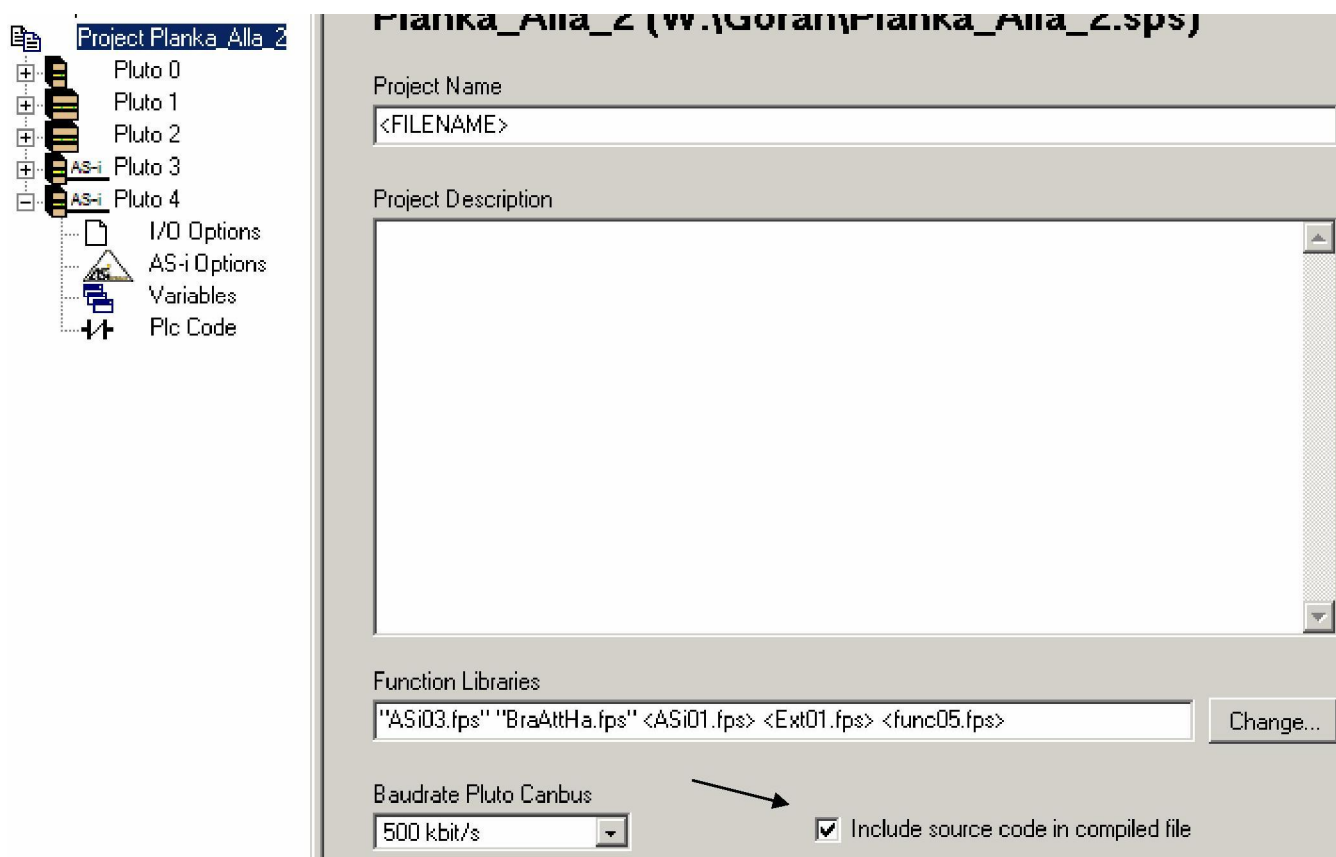 Project Planka_Alla_2
Pluto 0
Pluto 1
Pluto 2
AS-i Pluto 3
AS-i Pluto 4
I/O Options
AS-i Options
Variables
Plc Code
Planka_Alla_2 (W:\Goran\Planka_Alla_2.sps)
Project Name
<FILENAME>
Project Description
Function Libraries
"ASi03.fps" "BraAttHa.fps" <ASi01.fps> <Ext01.fps> <func05.fps>
Change...
Baudrate Pluto Canbus
500 kbit/s
Include source code in compiled file